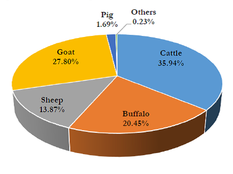 Pig
1.69%
Others
0.23%
Goat
27.80%
Cattle
35.94%
Sheep
13.87%
Buffalo
20.45%